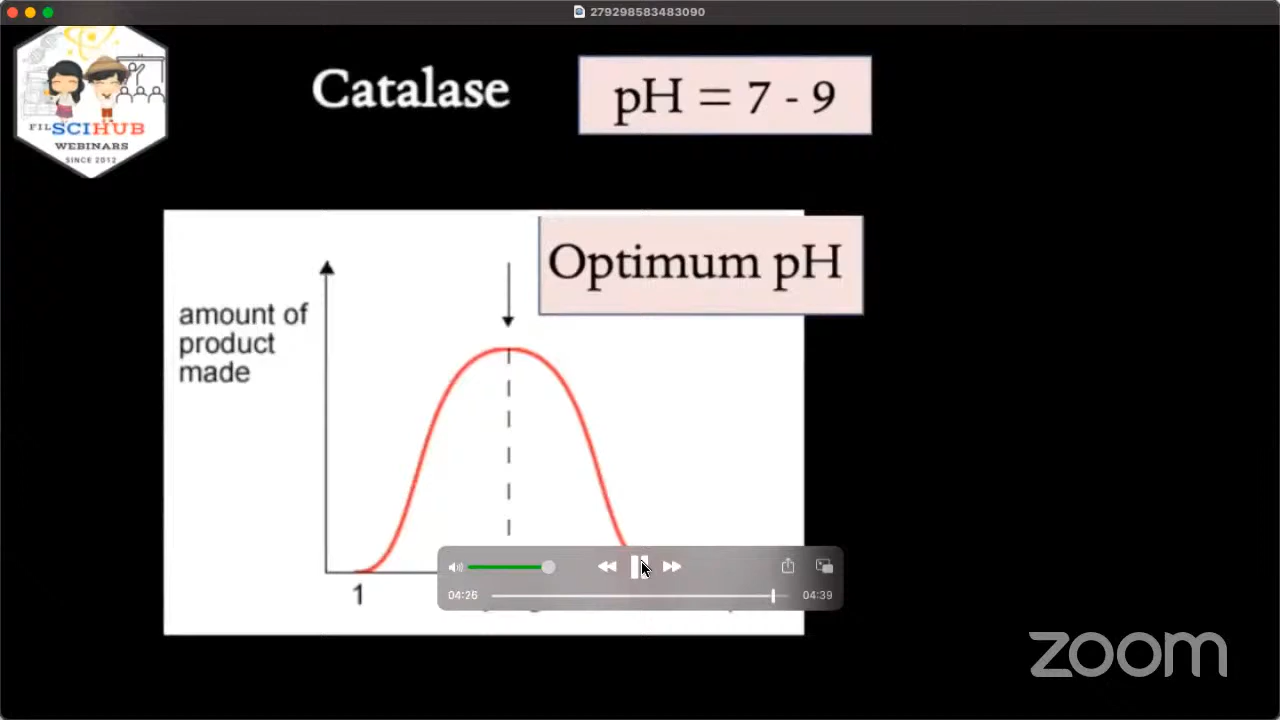 279298583483090
FILSCIHUB
WEBINARS
SINCE 2012
Catalase
pH = 7 - 9
Optimum pH
amount of
product
made
1
04:26
04:39
zoom